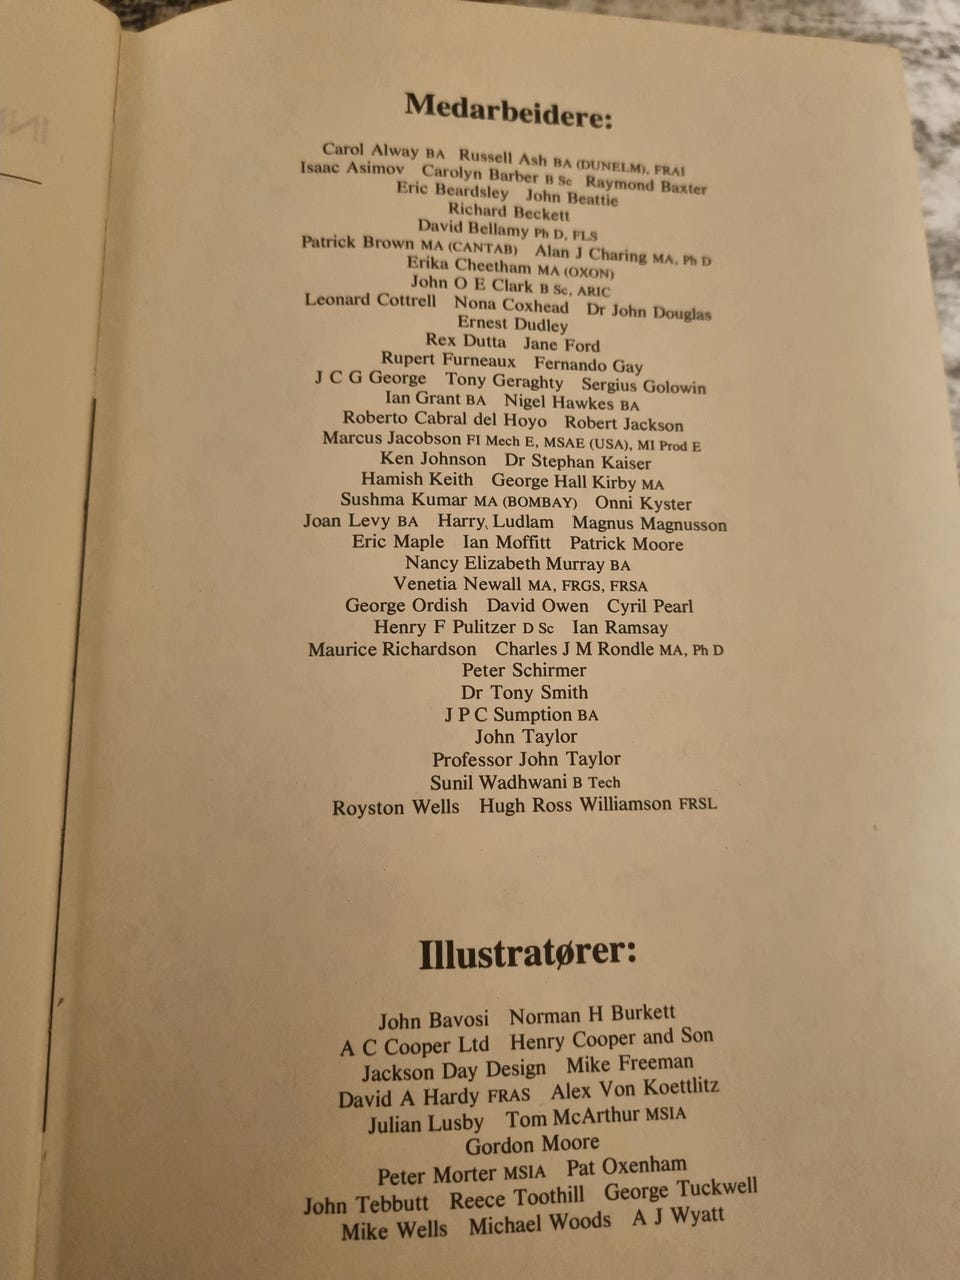 Medarbeidere:
Carol Alway BA Russell Ash BA (DUNELM), FRAI
Isaac Asimov Carolyn Barber B Sc Raymond Baxter
Eric Beardsley John Beattie
Richard Beckett
David Bellamy Ph D, FLS
Patrick Brown MA (CANTAB) Alan J Charing MA, Ph D
Erika Cheetham MA (OXON)
John O E Clark B Sc, ARIC
Leonard Cottrell Nona Coxhead Dr John Douglas
Ernest Dudley
Rex Dutta Jane Ford
Rupert Furneaux Fernando Gay
J C G George Tony Geraghty Sergius Golowin
Ian Grant BA Nigel Hawkes BA
Roberto Cabral del Hoyo Robert Jackson
Marcus Jacobson FI Mech E, MSAE (USA), MI Prod E
Ken Johnson Dr Stephan Kaiser
Hamish Keith George Hall Kirby MA
Sushma Kumar MA (BOMBAY) Onni Kyster
Joan Levy BA Harry Ludlam Magnus Magnusson
Eric Maple Ian Moffitt Patrick Moore
Nancy Elizabeth Murray BA
Venetia Newall MA, FRGS, FRSA
George Ordish David Owen Cyril Pearl
Henry F Pulitzer D Sc Ian Ramsay
Maurice Richardson Charles J M Rondle MA, Ph D
Peter Schirmer
Dr Tony Smith
J P C Sumption BA
John Taylor
Professor John Taylor
Sunil Wadhwani B Tech
Royston Wells Hugh Ross Williamson FRSL
Illustratører:
John Bavosi Norman H Burkett
A C Cooper Ltd Henry Cooper and Son
Jackson Day Design Mike Freeman
David A Hardy FRAS Alex Von Koettlitz
Julian Lusby Tom McArthur MSIA
Gordon Moore
Peter Morter MSIA Pat Oxenham
John Tebbutt Reece Toothill George Tuckwell
Mike Wells Michael Woods A J Wyatt